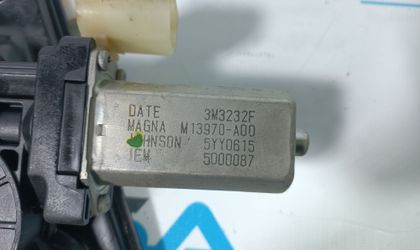 DATE 3M3232F
MAGNA M13970-A00
JOHNSON 5YY0615
5000087